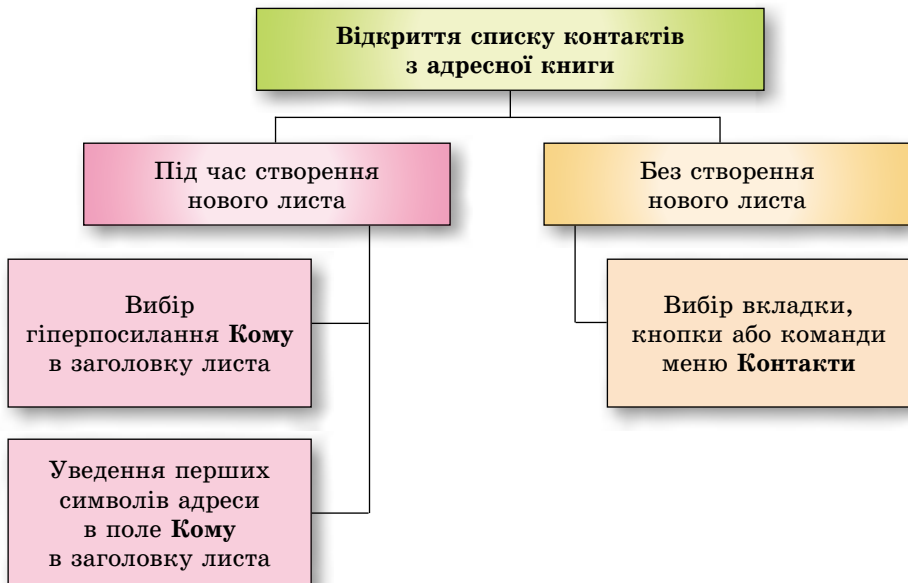 Відкриття списку контактів
з адресної книги
Під час створення
нового листа
Без створення
нового листа
Вибір
гіперпосилання Кому
в заголовку листа
Вибір вкладки,
кнопки або команди
меню Контакти
Уведення перших
символів адреси
в поле Кому
в заголовку листа